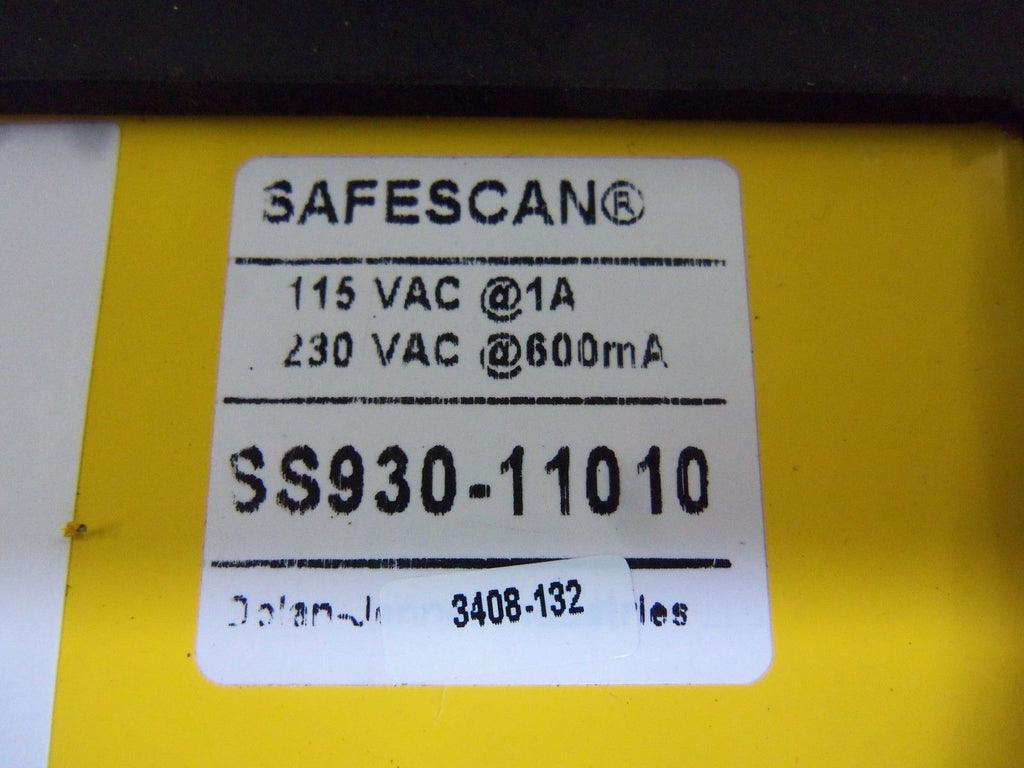 SAFESCAN®
115 VAC @1A
230 VAC @600mA
SS930-11010
3408-132